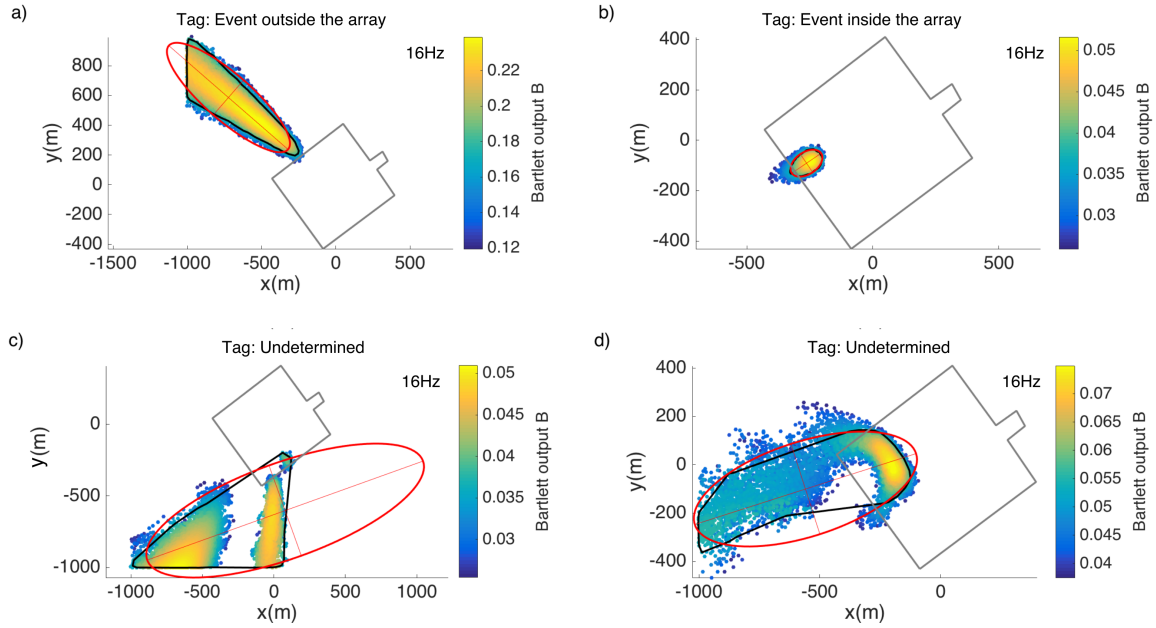 a)
Tag: Event outside the array
16Hz
800
600
400
200
0
-200
-400
y(m)
-1500
-1000
-500
0
500
x(m)
0.22
0.2
0.18
0.16
0.14
0.12
Bartlett output B
b)
Tag: Event inside the array
16Hz
400
200
0
-200
-400
y(m)
-500
0
500
x(m)
0.05
0.045
0.04
0.035
0.03
Bartlett output B
c)
Tag: Undetermined
16Hz
0
-500
-1000
y(m)
-1000
-500
0
500
1000
x(m)
0.05
0.045
0.04
0.035
0.03
Bartlett output B
d)
Tag: Undetermined
16Hz
400
200
0
-200
-400
y(m)
-1000
-500
0
x(m)
0.07
0.065
0.06
0.055
0.05
0.045
0.04
Bartlett output B